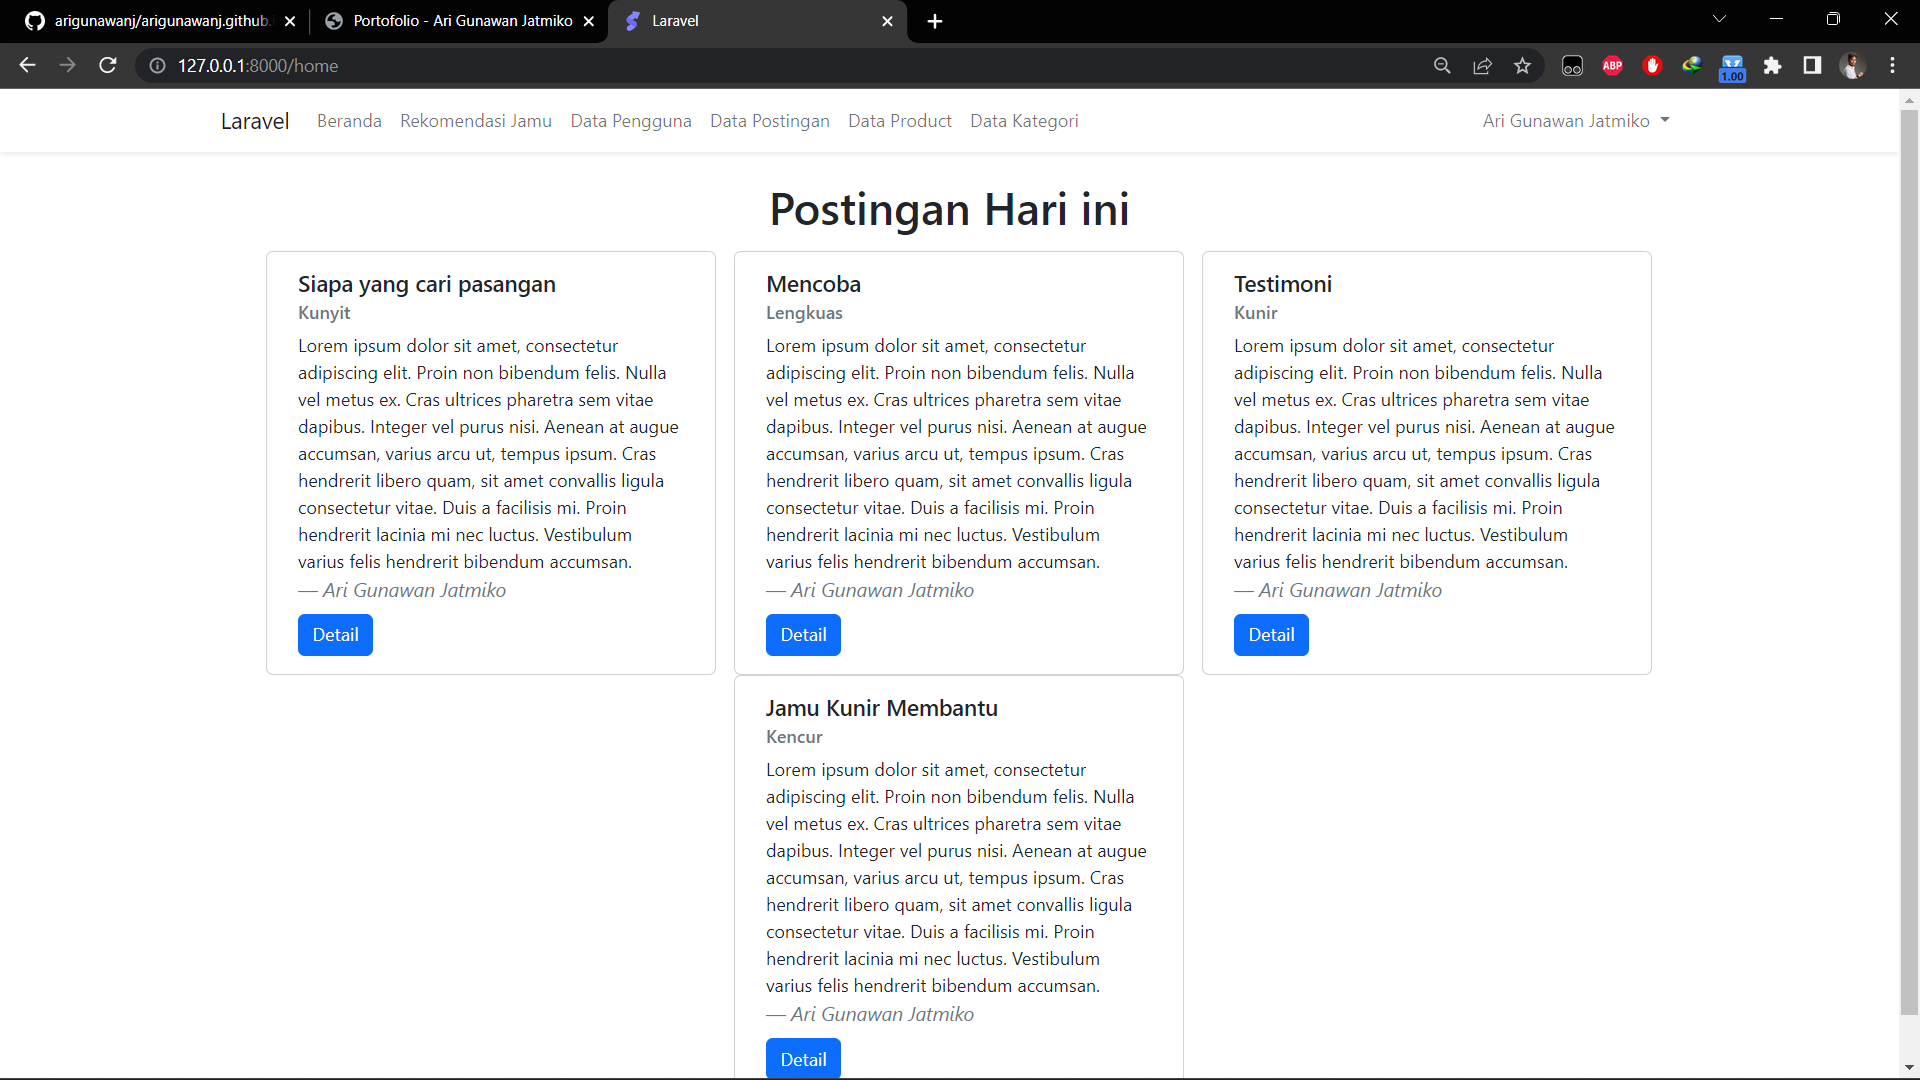 arigunawanj/arigunawanj.github.
Portofolio - Ari Gunawan Jatmiko
Laravel
127.0.0.1:8000/home
ABP
1.00
Laravel
Beranda
Rekomendasi Jamu
Data Pengguna
Data Postingan
Data Product
Data Kategori
Ari Gunawan Jatmiko
Postingan Hari ini
Siapa yang cari pasangan
Kunyit
Lorem ipsum dolor sit amet, consectetur
adipiscing elit. Proin non bibendum felis. Nulla
vel metus ex. Cras ultrices pharetra sem vitae
dapibus. Integer vel purus nisi. Aenean at augue
accumsan, varius arcu ut, tempus ipsum. Cras
hendrerit libero quam, sit amet convallis ligula
consectetur vitae. Duis a facilisis mi. Proin
hendrerit lacinia mi nec luctus. Vestibulum
varius felis hendrerit bibendum accumsan.
— Ari Gunawan Jatmiko
Detail
Mencoba
Lengkuas
Lorem ipsum dolor sit amet, consectetur
adipiscing elit. Proin non bibendum felis. Nulla
vel metus ex. Cras ultrices pharetra sem vitae
dapibus. Integer vel purus nisi. Aenean at augue
accumsan, varius arcu ut, tempus ipsum. Cras
hendrerit libero quam, sit amet convallis ligula
consectetur vitae. Duis a facilisis mi. Proin
hendrerit lacinia mi nec luctus. Vestibulum
varius felis hendrerit bibendum accumsan.
— Ari Gunawan Jatmiko
Detail
Testimoni
Kunir
Lorem ipsum dolor sit amet, consectetur
adipiscing elit. Proin non bibendum felis. Nulla
vel metus ex. Cras ultrices pharetra sem vitae
dapibus. Integer vel purus nisi. Aenean at augue
accumsan, varius arcu ut, tempus ipsum. Cras
hendrerit libero quam, sit amet convallis ligula
consectetur vitae. Duis a facilisis mi. Proin
hendrerit lacinia mi nec luctus. Vestibulum
varius felis hendrerit bibendum accumsan.
— Ari Gunawan Jatmiko
Detail
Jamu Kunir Membantu
Kencur
Lorem ipsum dolor sit amet, consectetur
adipiscing elit. Proin non bibendum felis. Nulla
vel metus ex. Cras ultrices pharetra sem vitae
dapibus. Integer vel purus nisi. Aenean at augue
accumsan, varius arcu ut, tempus ipsum. Cras
hendrerit libero quam, sit amet convallis ligula
consectetur vitae. Duis a facilisis mi. Proin
hendrerit lacinia mi nec luctus. Vestibulum
varius felis hendrerit bibendum accumsan.
— Ari Gunawan Jatmiko
Detail